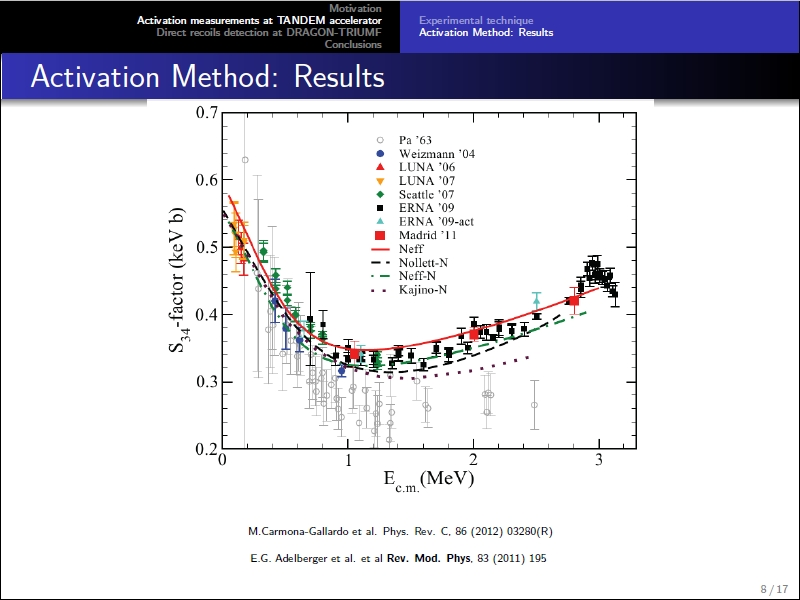 Motivation
Activation measurements at TANDEM accelerator
Direct recoils detection at DRAGON-TRIUMF
Conclusions
Experimental technique
Activation Method: Results
Activation Method: Results
0.7
0.6
0.5
0.4
0.3
0.2
S34-factor (keV b)
Pa '63
Weizmann '04
LUNA '06
LUNA '07
Seattle '07
ERNA '09
ERNA '09-act
Madrid '11
Neff
Nollett-N
Neff-N
Kajino-N
0 1 2 3
Ec.m.(MeV)
M.Carmona-Gallardo et al. Phys. Rev. C, 86 (2012) 03280(R)
E.G. Adelberger et al. et al Rev. Mod. Phys, 83 (2011) 195
8 / 17